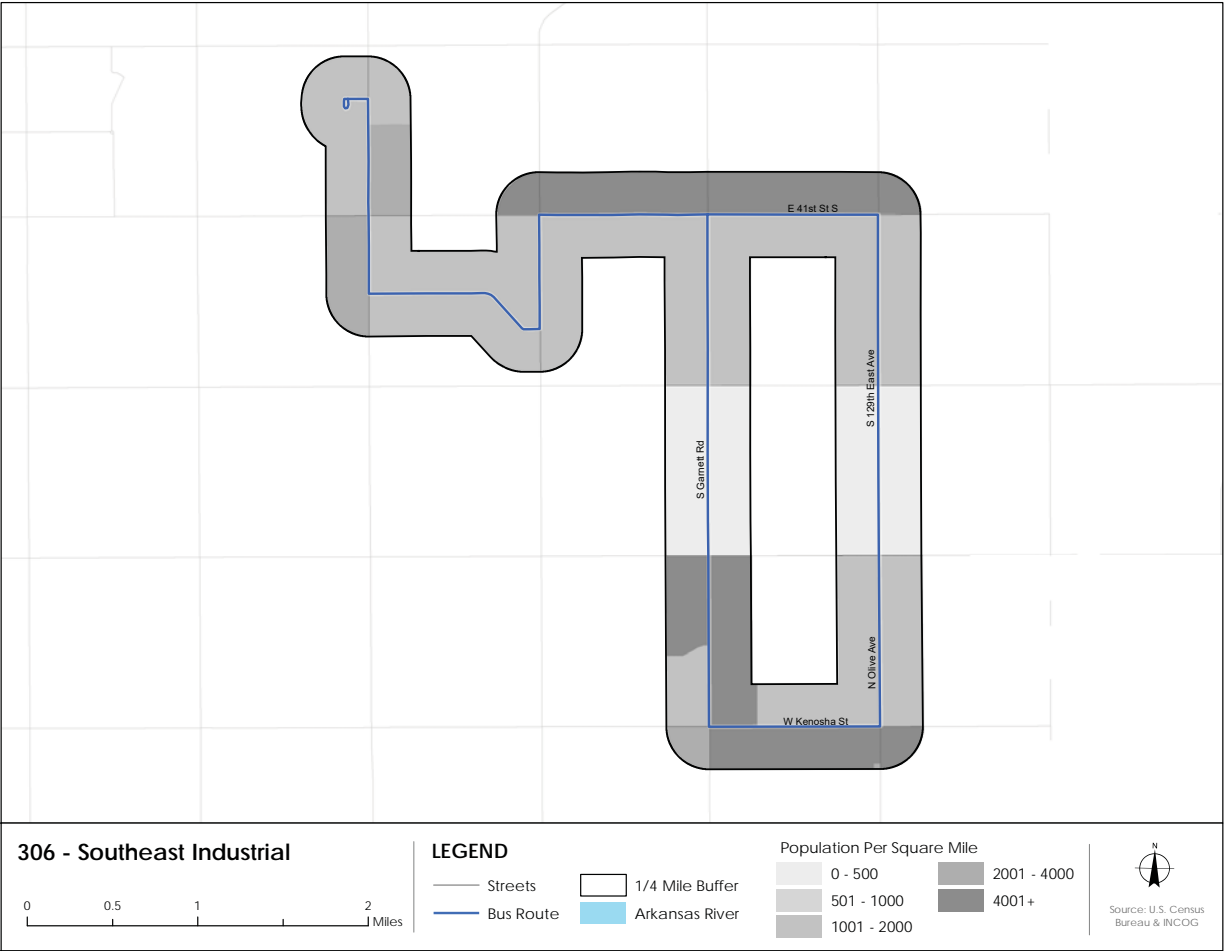 E 41st St S
S 129th East Ave
S Garnett Rd
N Olive Ave
W Kenosha St
306 - Southeast Industrial
0 0.5 1 2
Miles
LEGEND
Streets
Bus Route
1/4 Mile Buffer
Arkansas River
Population Per Square Mile
0 - 500
501 - 1000
1001 - 2000
2001 - 4000
4001+
N
Source: U.S. Census
Bureau & INCOG